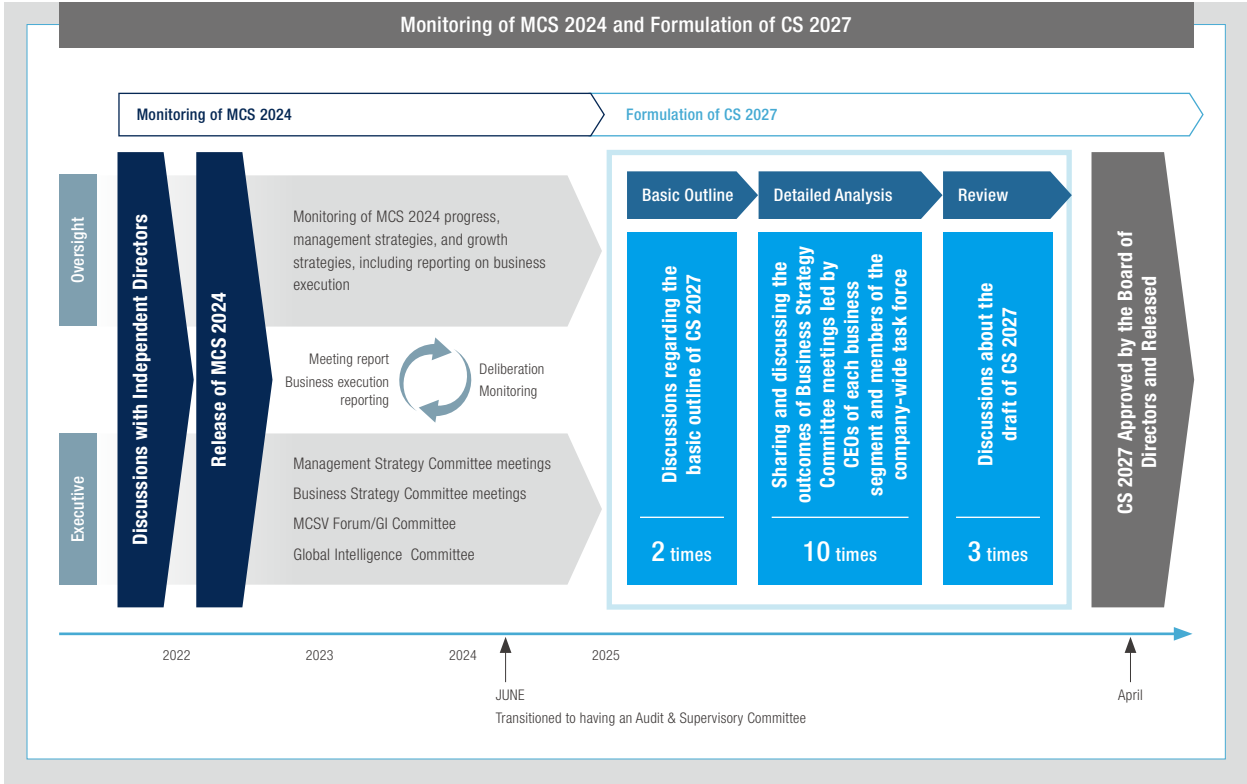 Monitoring of MCS 2024 and Formulation of CS 2027
Monitoring of MCS 2024
Formulation of CS 2027
Oversight
Executive
Discussions with Independent Directors
Release of MCS 2024
Monitoring of MCS 2024 progress,
management strategies, and growth
strategies, including reporting on business
execution
Meeting report
Business execution
reporting
Deliberation
Monitoring
Management Strategy Committee meetings
Business Strategy Committee meetings
MCSV Forum/GI Committee
Global Intelligence Committee
Basic Outline
Discussions regarding the
basic outline of CS 2027
2 times
Detailed Analysis
Sharing and discussing the
outcomes of Business Strategy
Committee meetings led by
CEOs of each business
segment and members of the
company-wide task force
10 times
Review
Discussions about the
draft of CS 2027
3 times
CS 2027 Approved by the Board of
Directors and Released
2022
2023
2024
2025
JUNE
Transitioned to having an Audit & Supervisory Committee
April